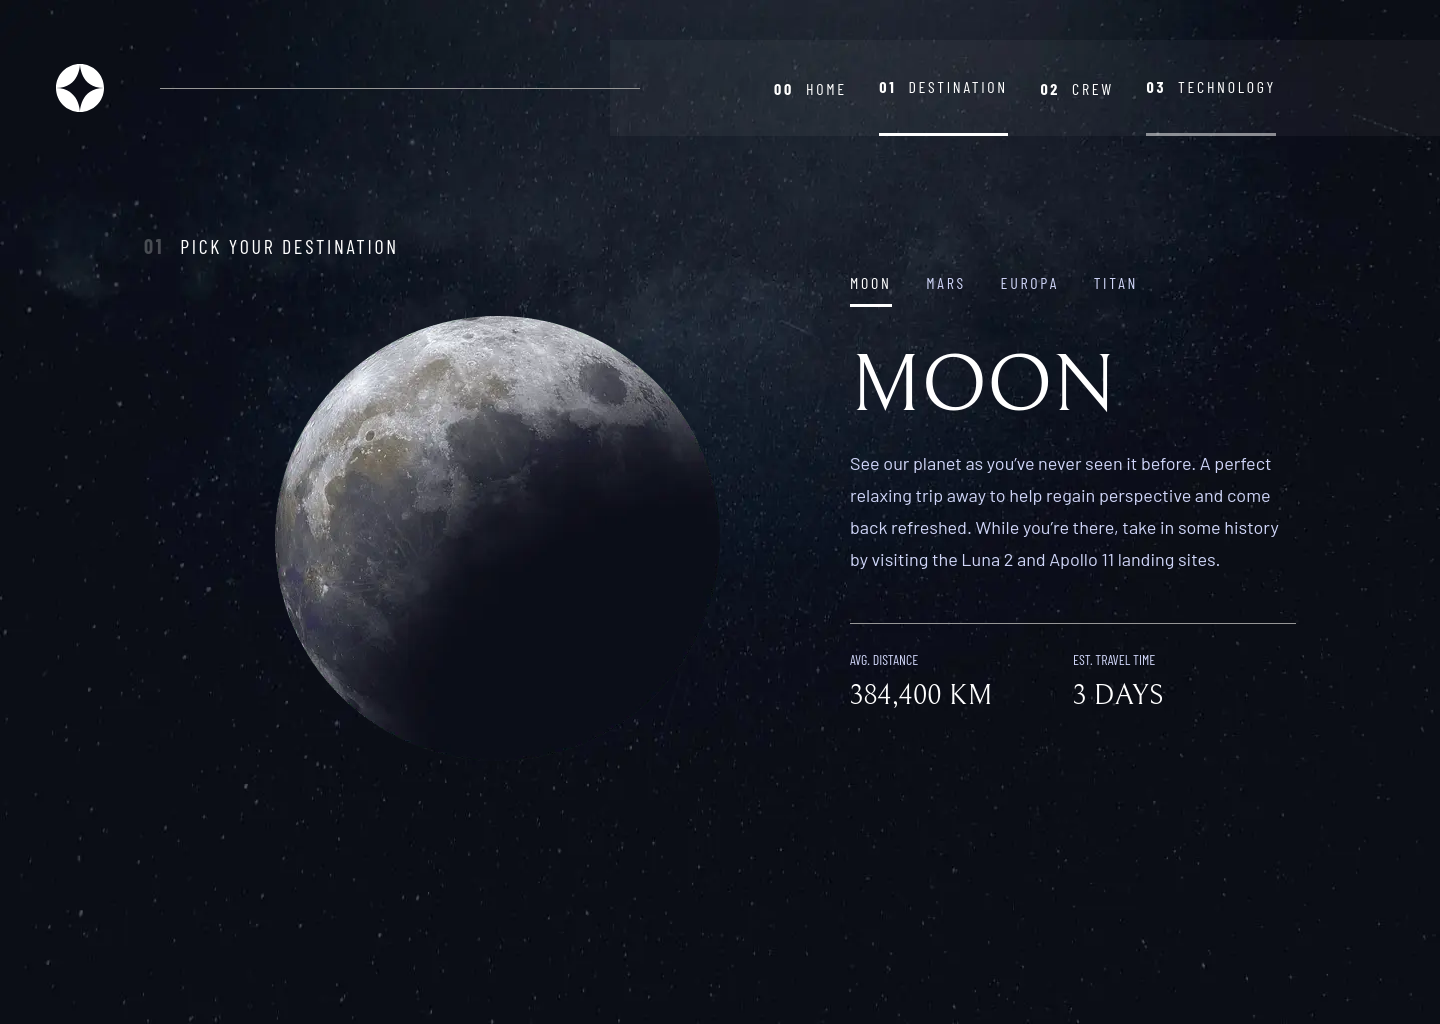 00 HOME 01 DESTINATION 02 CREW 03 TECHNOLOGY
01 PICK YOUR DESTINATION
MOON MARS EUROPA TITAN
MOON
See our planet as you’ve never seen it before. A perfect
relaxing trip away to help regain perspective and come
back refreshed. While you’re there, take in some history
by visiting the Luna 2 and Apollo 11 landing sites.
AVG. DISTANCE EST. TRAVEL TIME
384,400 KM 3 DAYS